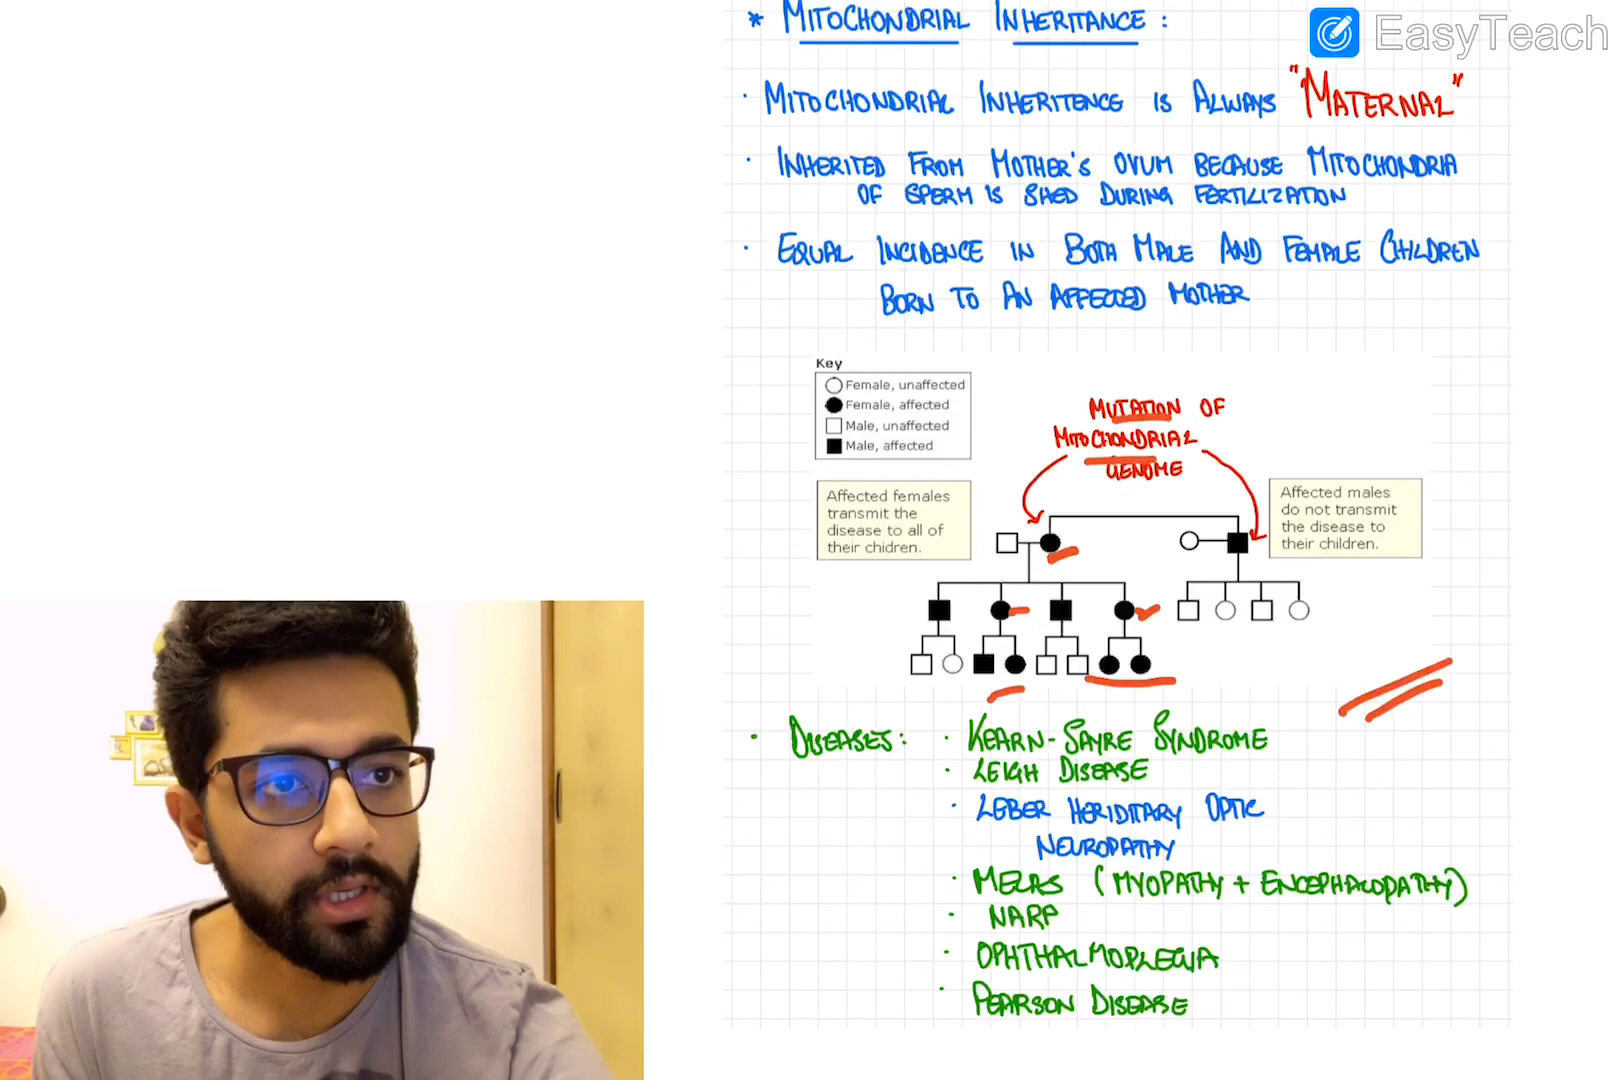 * MITOCHONDRIAL INHERITANCE :
EasyTeach
· MITOCHONDRIAL INHERITENCE IS ALWAYS "MATERNAL"
· INHERITED FROM MOTHER'S OVUM BECAUSE MITOCHONDRIA
OF SPERM IS SHED DURING FERTILIZATION
· EQUAL INCIDENCE IN BOTH MALE AND FEMALE CHILDREN
BORN TO AN AFFECTED MOTHER
Key
Female, unaffected
Female, affected
Male, unaffected
Male, affected
MUTATION OF
MITOCHONDRIAL
GENOME
Affected females
transmit the
disease to all of
their chidren.
Affected males
do not transmit
the disease to
their children.
· DISEASES: · KEARN-SAYRE SYNDROME
· LEIGH DISEASE
· LEBER HERIDITARY OPTIC
NEUROPATHY
· MELAS (MYOPATHY + ENCEPHALOPATHY)
· NARP
· OPHTHALMOPLEGIA
· PEARSON DISEASE